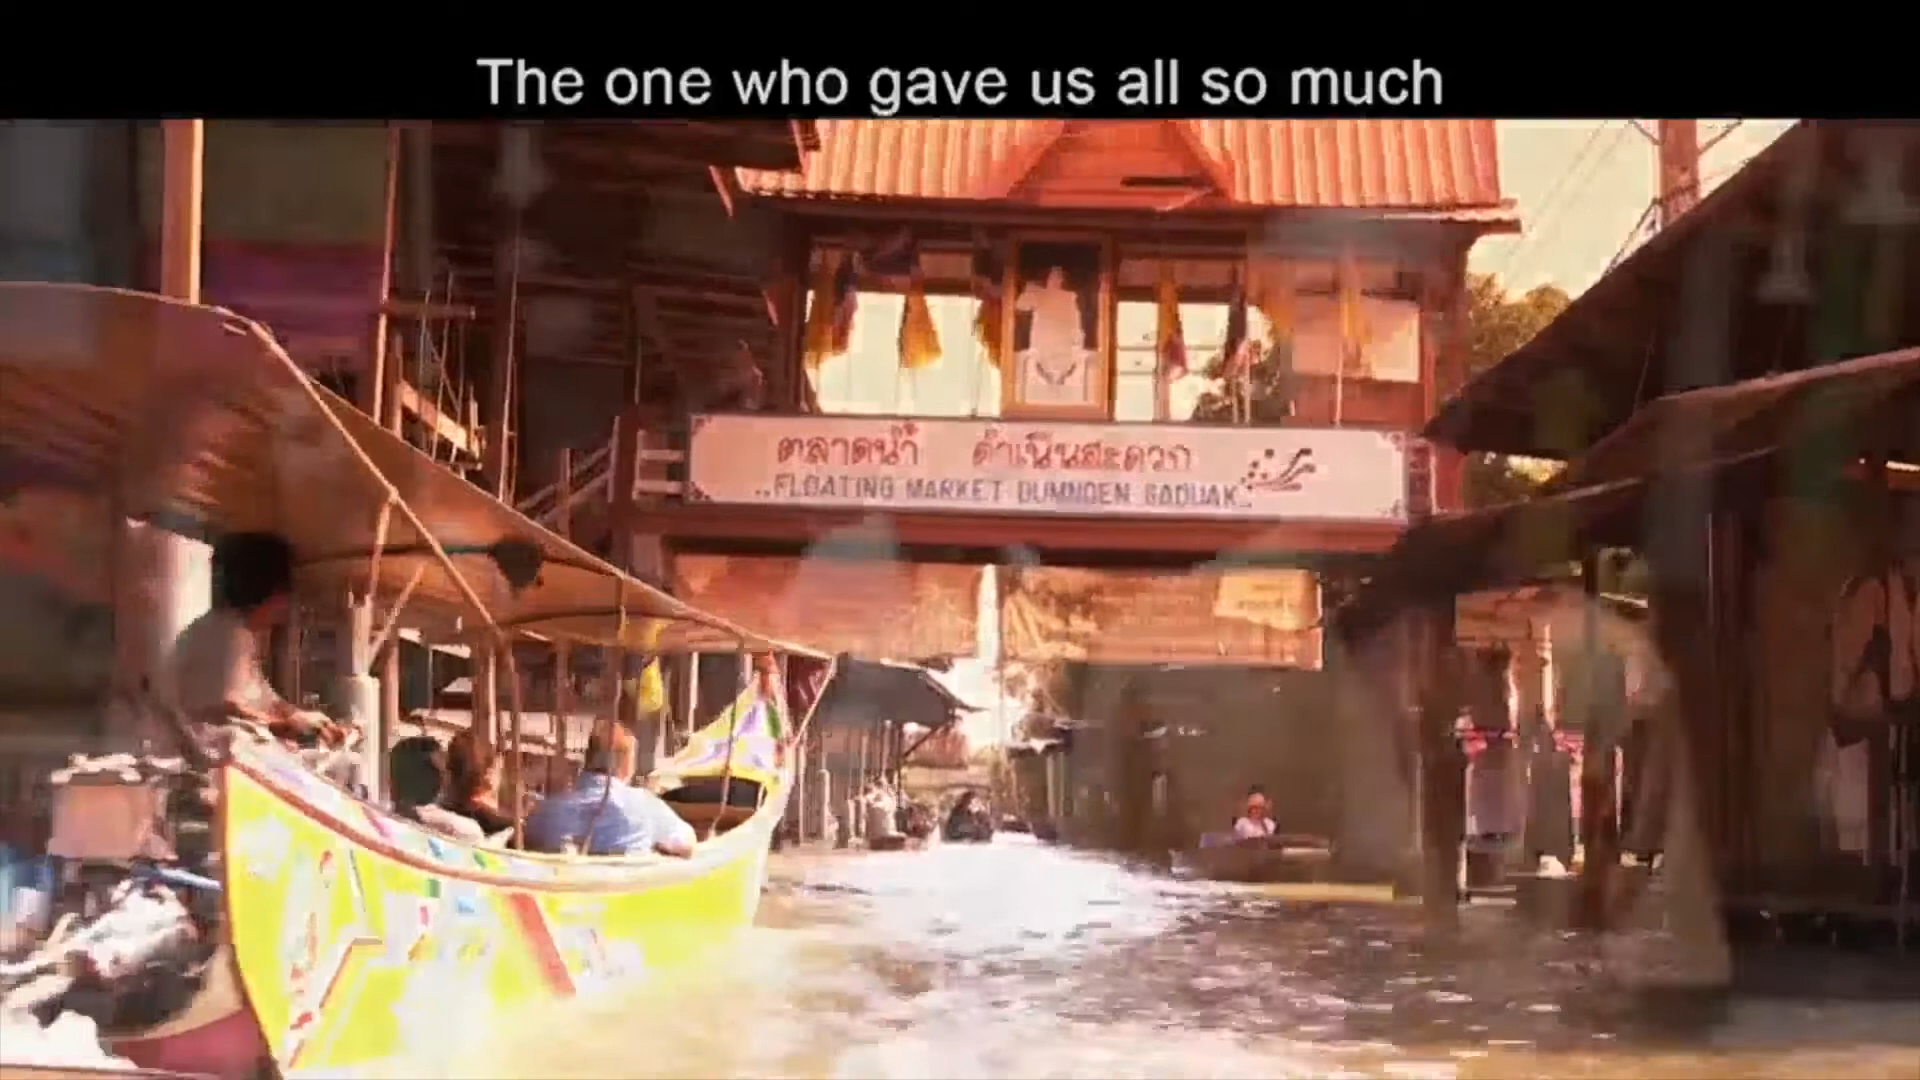 The one who gave us all so much
ตลาดน้ำ ดำเนินสะดวก
..FLOATING MARKET DUMNOEN SADUAK..